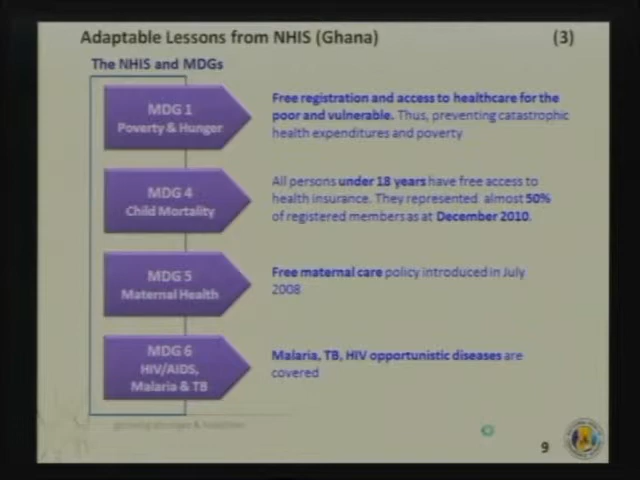 Adaptable Lessons from NHIS (Ghana) (3)
The NHIS and MDGs
MDG 1
Poverty & Hunger
Free registration and access to healthcare for the
poor and vulnerable. Thus, preventing catastrophic
health expenditures and poverty
MDG 4
Child Mortality
All persons under 18 years have free access to
health insurance. They represented almost 50%
of registered members as at December 2010.
MDG 5
Maternal Health
Free maternal care policy introduced in July
2008
MDG 6
HIV/AIDS,
Malaria & TB
Malaria, TB, HIV opportunistic diseases are
covered
9